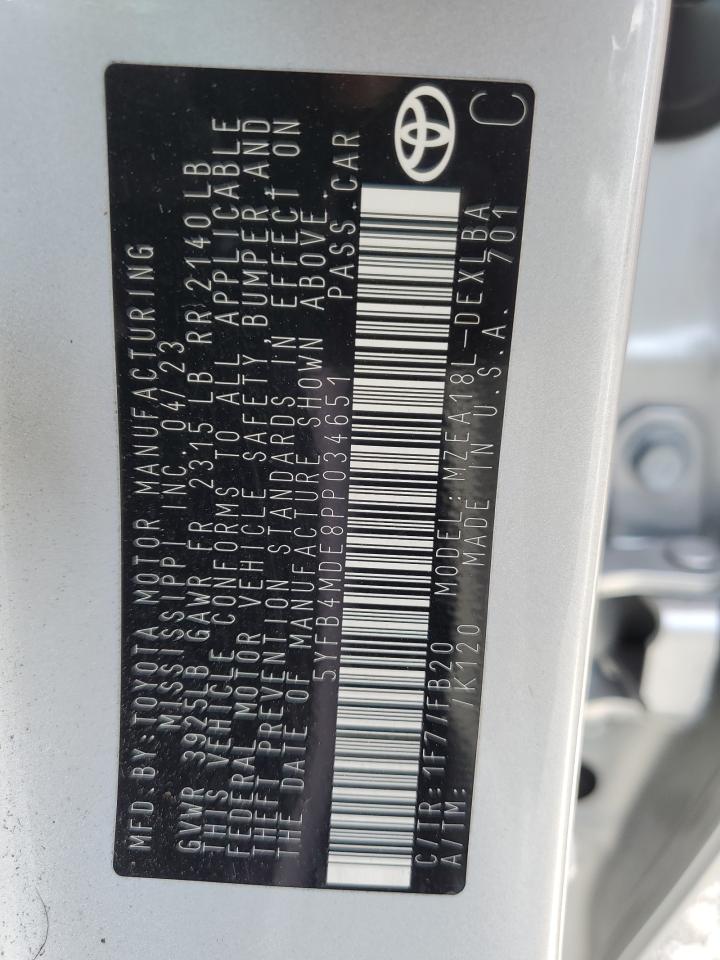 MFD.BY:TOYOTA MOTOR MANUFACTURING
MISSISSIPPI INC.04/23
GVWR 3925LB GAWR FR 2315 LB RR 2140LB
THIS VEHICLE CONFORMS TO ALL APPLICABLE
FEDERAL MOTOR VEHICLE SAFETY,BUMPER AND
THEFT PREVENTION STANDARDS IN EFFECT ON
THE DATE OF MANUFACTURE SHOWN ABOVE.
5YFB4MDE8PP034651 PASS.CAR
C/TR:1F7/FB20 MODEL:MZEA18L-DEXLBA
A/TM: /K120 MADE IN U.S.A. 701
C